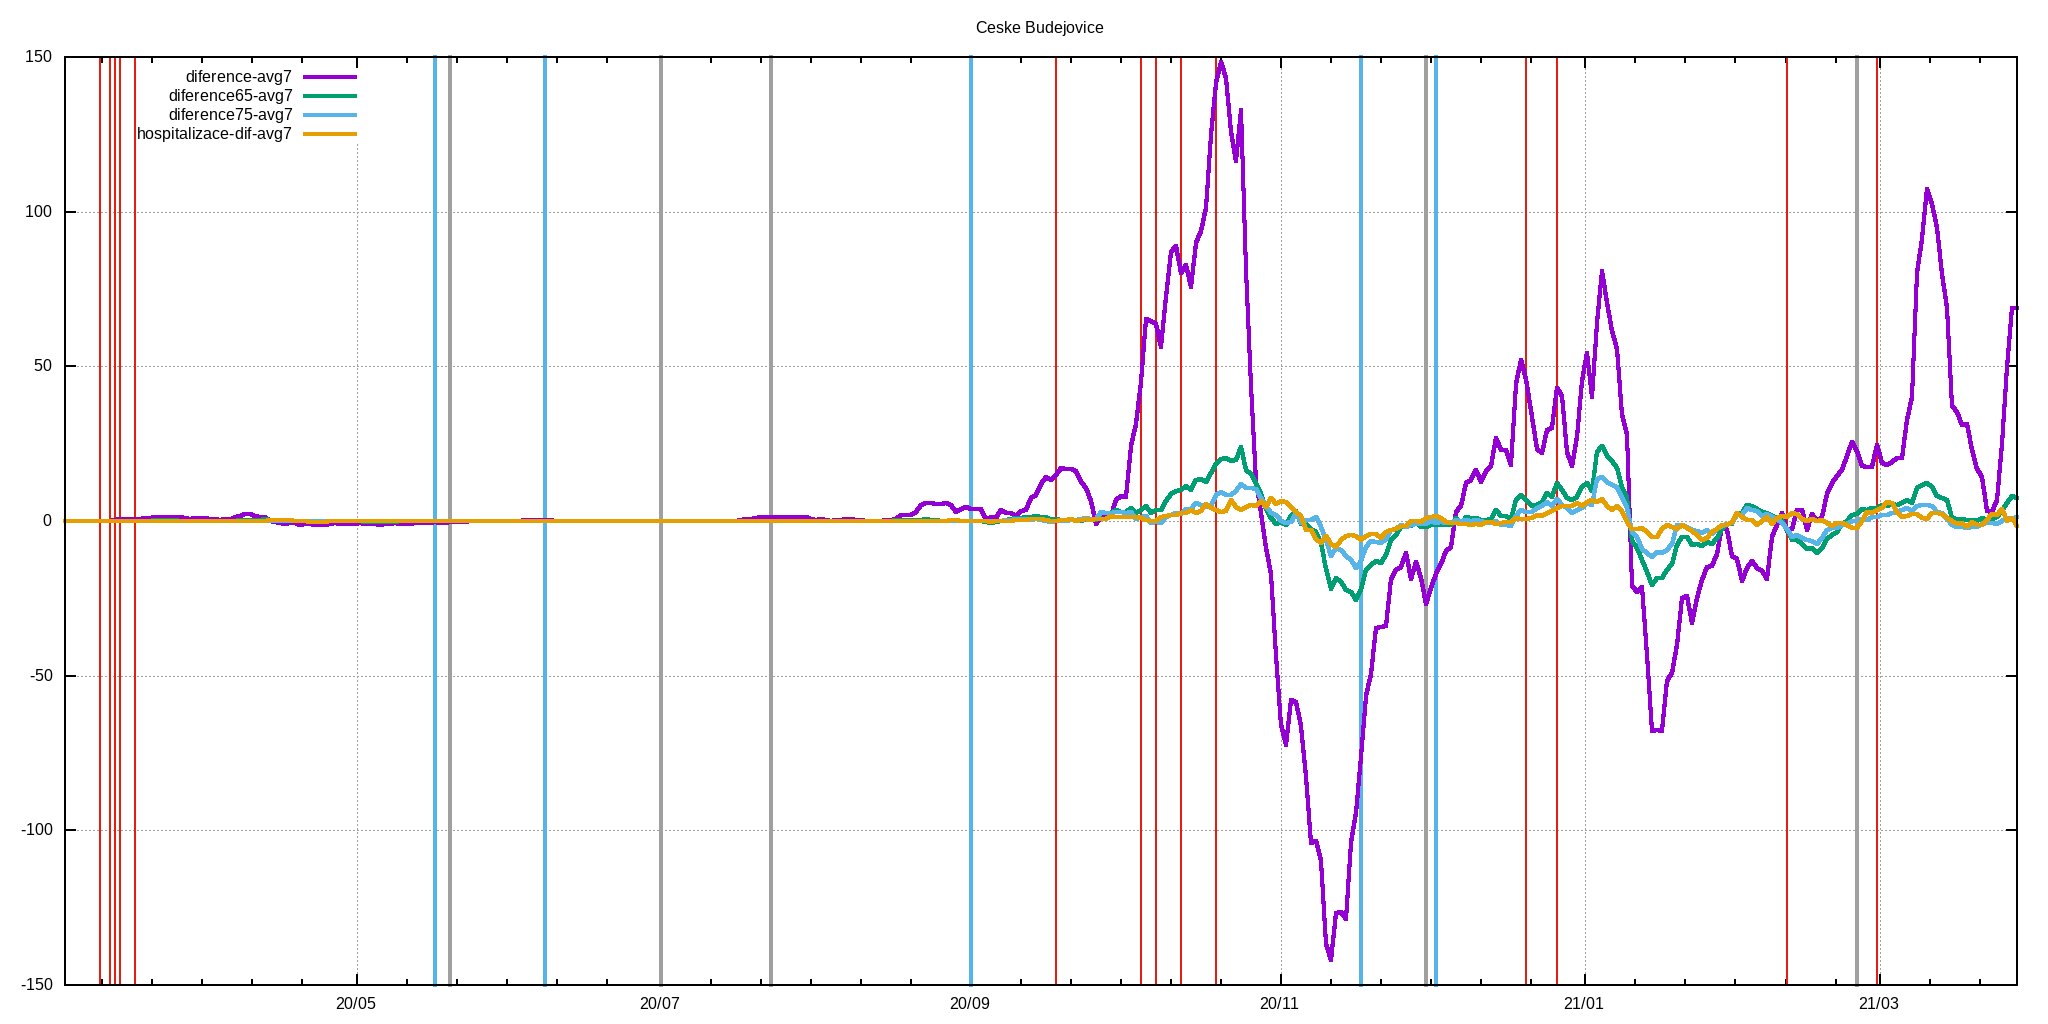 Ceske Budejovice
150
100
50
0
-50
-100
-150
diference-avg7
diference65-avg7
diference75-avg7
hospitalizace-dif-avg7
20/05
20/07
20/09
20/11
21/01
21/03